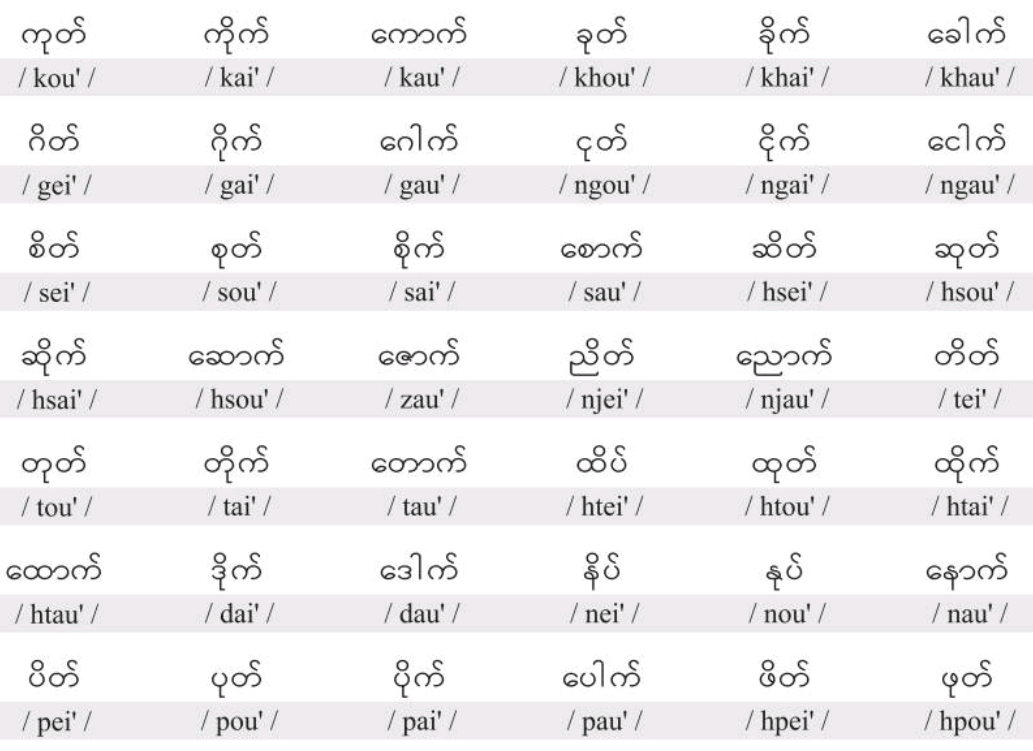 ကုတ် ကိုက် ကောက် ခုတ် ခိုက် ခေါက်
/ kou' / / kai' / / kau' / / khou' / / khai' / / khau' /
ဂိတ် ဂိုက် ဂေါက် ငုတ် ငိုက် ငေါက်
/ gei' / / gai' / / gau' / / ngou' / / ngai' / / ngau' /
စိတ် စုတ် စိုက် စောက် ဆိတ် ဆုတ်
/ sei' / / sou' / / sai' / / sau' / / hsei' / / hsou' /
ဆိုက် ဆောက် ဇောက် ညိတ် ညောက် တိတ်
/ hsai' / / hsou' / / zau' / / njei' / / njau' / / tei' /
တုတ် တိုက် တောက် ထိပ် ထုတ် ထိုက်
/ tou' / / tai' / / tau' / / htei' / / htou' / / htai' /
ထောက် ဒိုက် ဒေါက် နိပ် နုပ် နောက်
/ htau' / / dai' / / dau' / / nei' / / nou' / / nau' /
ပိတ် ပုတ် ပိုက် ပေါက် ဖိတ် ဖုတ်
/ pei' / / pou' / / pai' / / pau' / / hpei' / / hpou' /